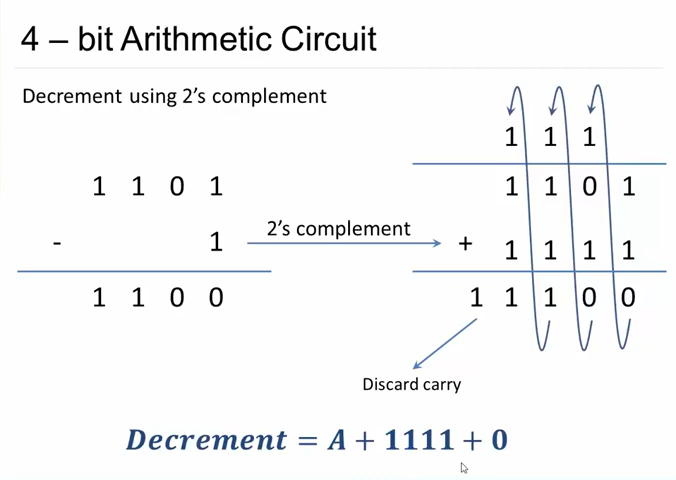 4 – bit Arithmetic Circuit
Decrement using 2's complement
1 1 1
1 1 0 1
1 1 0 1
- 1
2's complement
+ 1 1 1 1
1 1 0 0
1 1 1 0 0
Discard carry
Decrement = A + 1111 + 0